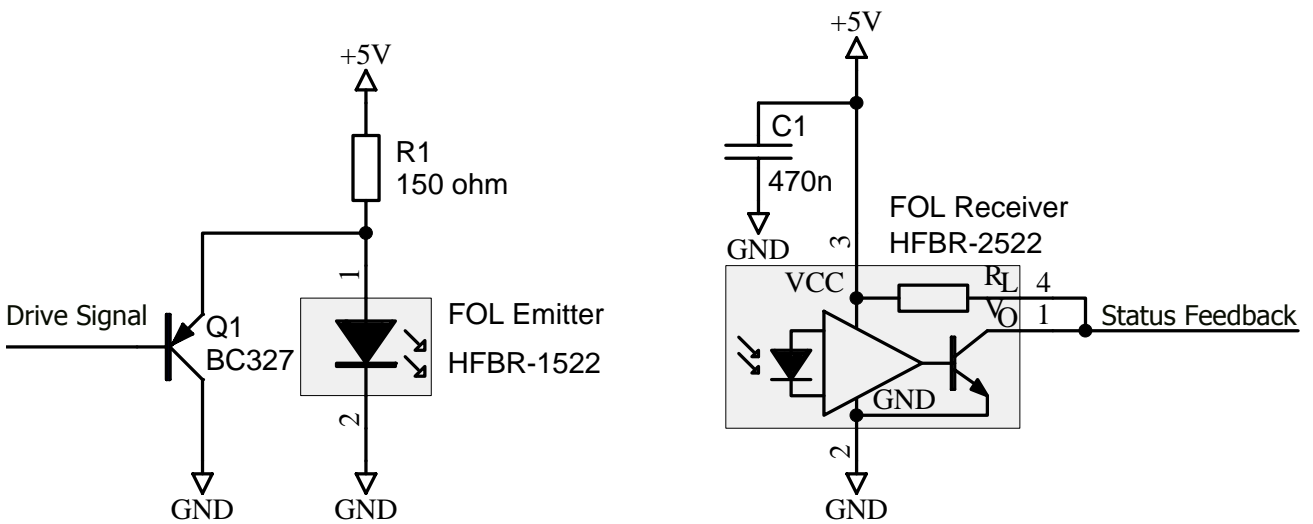 +5V
R1
150 ohm
1
Drive Signal
Q1
BC327
FOL Emitter
HFBR-1522
2
GND
GND
+5V
C1
470n
GND
3
FOL Receiver
HFBR-2522
VCC
RL
4
VO
1
Status Feedback
GND
2
GND